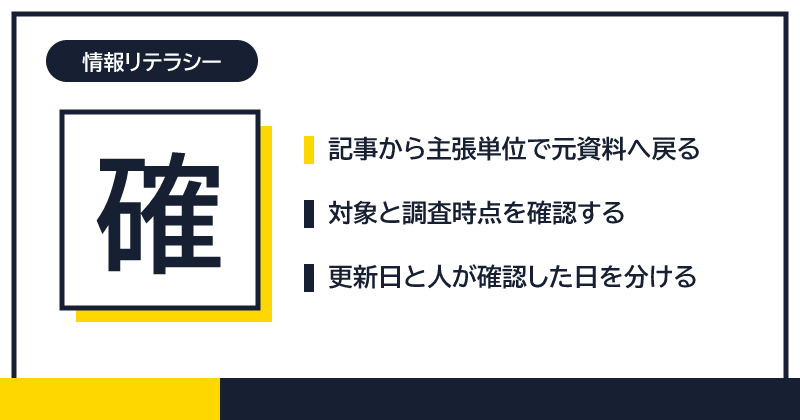 情報リテラシー
確
記事から主張単位で元資料へ戻る
対象と調査時点を確認する
更新日と人が確認した日を分ける